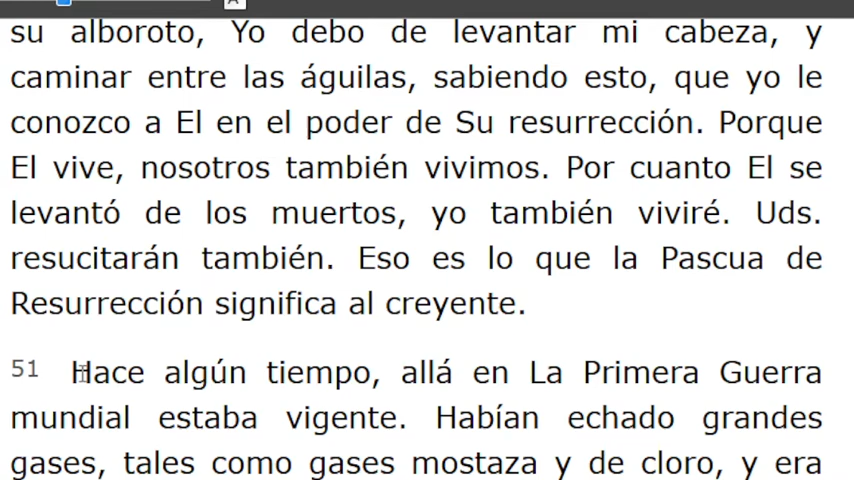 su alboroto, Yo debo de levantar mi cabeza, y
caminar entre las águilas, sabiendo esto, que yo le
conozco a El en el poder de Su resurrección. Porque
El vive, nosotros también vivimos. Por cuanto El se
levantó de los muertos, yo también viviré. Uds.
resucitarán también. Eso es lo que la Pascua de
Resurrección significa al creyente.
51 Hace algún tiempo, allá en La Primera Guerra
mundial estaba vigente. Habían echado grandes
gases, tales como gases mostaza y de cloro, y era